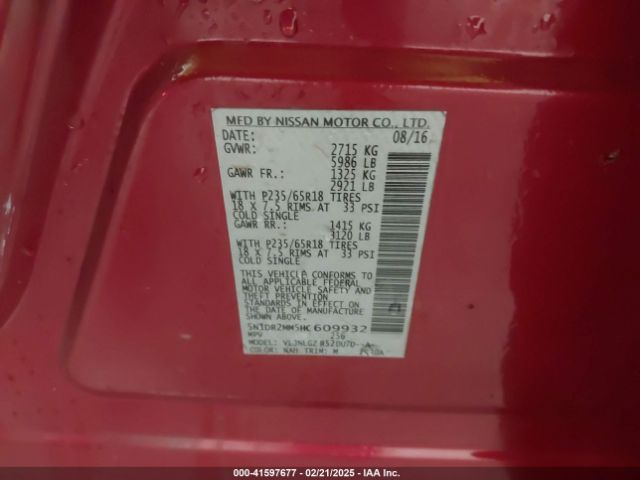 MFD BY NISSAN MOTOR CO., LTD.
DATE: 08/16
GVWR: 2715 KG
5986 LB
GAWR FR.: 1325 KG
2921 LB
WITH P235/65R18 TIRES
18 X 7.5 RIMS AT 33 PSI
COLD SINGLE
GAWR RR.: 1415 KG
3120 LB
WITH P235/65R18 TIRES
18 X 7.5 RIMS AT 33 PSI
COLD SINGLE
THIS VEHICLE CONFORMS TO
ALL APPLICABLE FEDERAL
MOTOR VEHICLE SAFETY AND
THEFT PREVENTION
STANDARDS IN EFFECT ON
THE DATE OF MANUFACTURE
SHOWN ABOVE.
5N1DR2MM5HC609932
MPV
COLOR: NAH TRIM: M
000-41597677 - 02/21/2025 - IAA Inc.